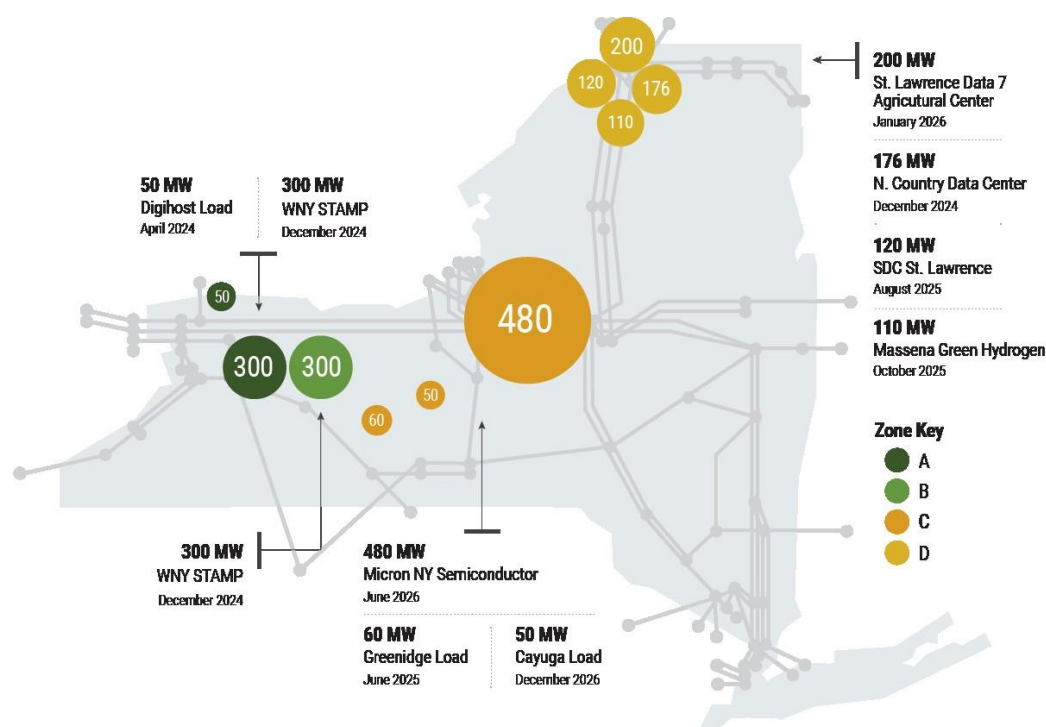 200
120
176
110
200 MW
St. Lawrence Data 7
Agricutural Center
January 2026
176 MW
N. Country Data Center
December 2024
120 MW
SDC St. Lawrence
August 2025
110 MW
Massena Green Hydrogen
October 2025
50 MW
Digihost Load
April 2024
300 MW
WNY STAMP
December 2024
50
480
300
300
50
60
Zone Key
A
B
C
D
300 MW
WNY STAMP
December 2024
480 MW
Micron NY Semiconductor
June 2026
60 MW
Greenidge Load
June 2025
50 MW
Cayuga Load
December 2026